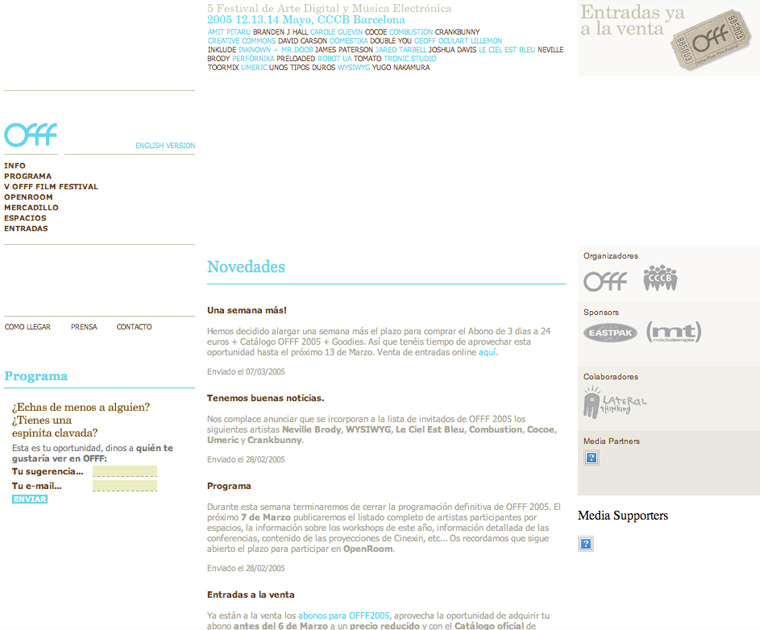 5 Festival de Arte Digital y Música Electrónica
2005 12.13.14 Mayo, CCCB Barcelona
AMIT PITARU BRANDEN J HALL CARDLE GUEVIN COCOE COMBUSTION CRANKBUNNY
CREATIVE COMMONS DAVID CARSON DOMESTIKA DOUBLE YOU GEOFF OCULART LILLEMON
INKLUDE INKNOWN + MR.DOOB JAMES PATERSON JARED TARBELL JOSHUA DAVIS LE CIEL EST BLEU NEVILLE
BRODY PERFÓRNIKA PRELOADED ROBOT UA TOMATO TRONIC STUDIO
TOORMIX UMERIC UNOS TIPOS DUROS WYSIWYG YUGO NAKAMURA
Entradas ya
a la venta
Offf
Offf
ENGLISH VERSION
INFO
PROGRAMA
V OFFF FILM FESTIVAL
OPENROOM
MERCADILLO
ESPACIOS
ENTRADAS
COMO LLEGAR PRENSA CONTACTO
Programa
¿Echas de menos a alguien?
¿Tienes una
espinita clavada?
Esta es tu oportunidad, dinos a quién te
gustaría ver en OFFF:
Tu sugerencia...
Tu e-mail...
ENVIAR
Novedades
Una semana más!
Hemos decidido alargar una semana más el plazo para comprar el Abono de 3 dias a 24
euros + Catálogo OFFF 2005 + Goodies. Así que tenéis tiempo de aprovechar esta
oportunidad hasta el próximo 13 de Marzo. Venta de entradas online aquí.
Enviado el 07/03/2005
Tenemos buenas noticias.
Nos complace anunciar que se incorporan a la lista de invitados de OFFF 2005 los
siguientes artistas Neville Brody, WYSIWYG, Le Ciel Est Bleu, Combustion, Cocoe,
Umeric y Crankbunny.
Enviado el 28/02/2005
Programa
Durante esta semana terminaremos de cerrar la programación definitiva de OFFF 2005. El
próximo 7 de Marzo publicaremos el listado completo de artistas participantes por
espacios, la información sobre los workshops de este año, información detallada de las
conferencias, contenido de las proyecciones de Cinexin, etc... Os recordamos que sigue
abierto el plazo para participar en OpenRoom.
Enviado el 28/02/2005
Entradas a la venta
Ya están a la venta los abonos para OFFF2005, aprovecha la oportunidad de adquirir tu
abono antes del 6 de Marzo a un precio reducido y con el Catálogo oficial de
Organizadores
Offf CCCB
Sponsors
EASTPAK (mt) mediatemple
Colaboradores
LATERAL
thinking
Media Partners
?
Media Supporters
?